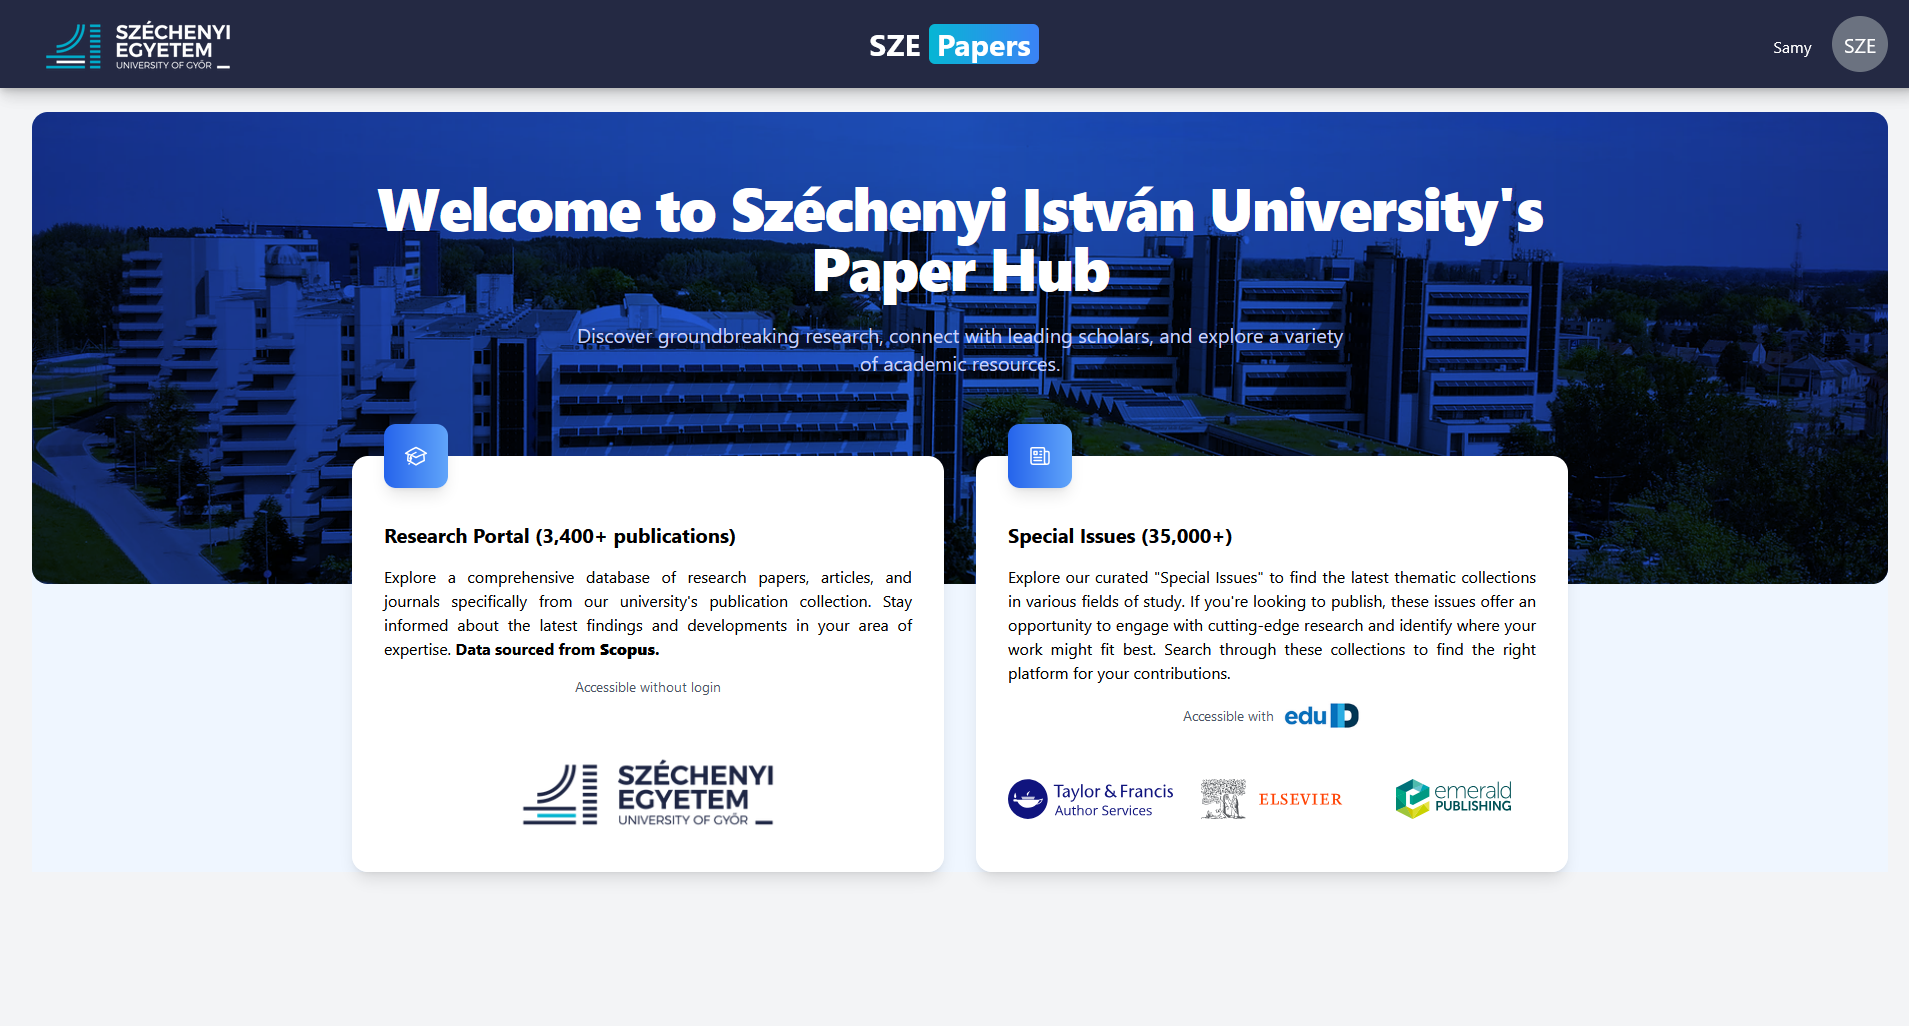 SZÉCHENYI
EGYETEM
UNIVERSITY OF GYŐR
SZE Papers
Samy
SZE
Welcome to Széchenyi István University's
Paper Hub
Discover groundbreaking research, connect with leading scholars, and explore a variety
of academic resources.
Research Portal (3,400+ publications)
Explore a comprehensive database of research papers, articles, and
journals specifically from our university's publication collection. Stay
informed about the latest findings and developments in your area of
expertise. Data sourced from Scopus.
Accessible without login
SZÉCHENYI
EGYETEM
UNIVERSITY OF GYŐR
Special Issues (35,000+)
Explore our curated "Special Issues" to find the latest thematic collections
in various fields of study. If you're looking to publish, these issues offer an
opportunity to engage with cutting-edge research and identify where your
work might fit best. Search through these collections to find the right
platform for your contributions.
Accessible with eduID
Taylor & Francis
Author Services
ELSEVIER
emerald
PUBLISHING